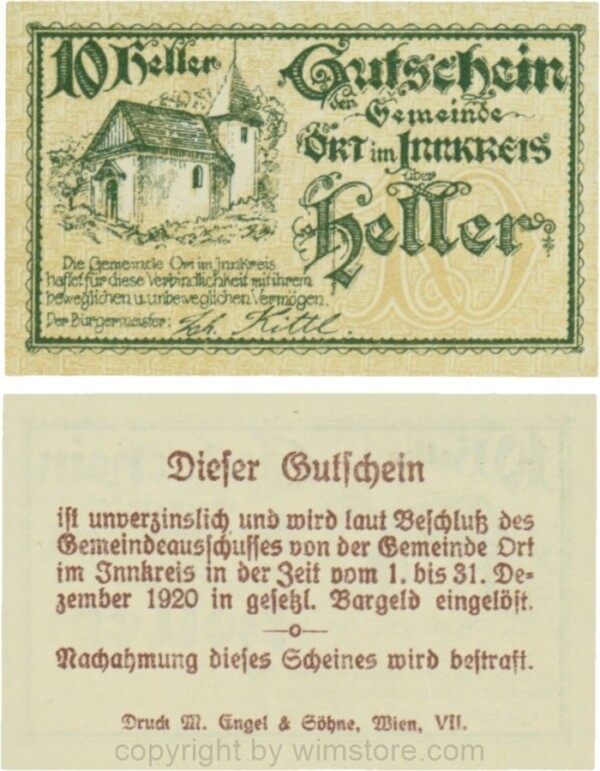 10 Heller
Gutschein
der
Gemeinde
Ort im Innkreis
über
10
Heller
Die Gemeinde Ort im Innkreis
haftet für diese Verbindlichkeit mit ihrem
beweglichen u. unbeweglichen Vermögen.
Der Bürgermeister: Joh. Kittl.
Dieser Gutschein
ist unverzinslich und wird laut Beschluß des
Gemeindeausschusses von der Gemeinde Ort
im Innkreis in der Zeit vom 1. bis 31. De-
zember 1920 in gesetzl. Bargeld eingelöst.
—o—
Nachahmung dieses Scheines wird bestraft.
Druck M. Engel & Söhne, Wien, VII.
copyright by wimstore.com